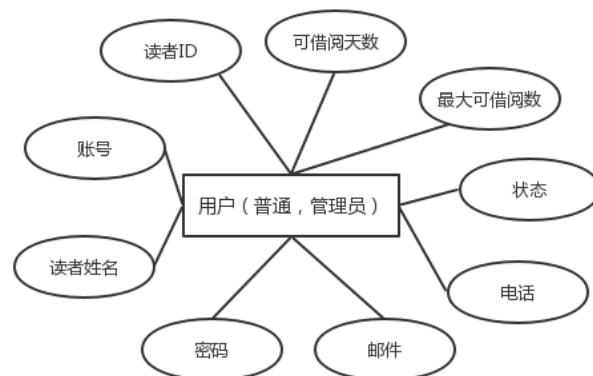 可借阅天数
读者ID
最大可借阅数
账号
状态
用户（普通，管理员）
读者姓名
电话
密码
邮件